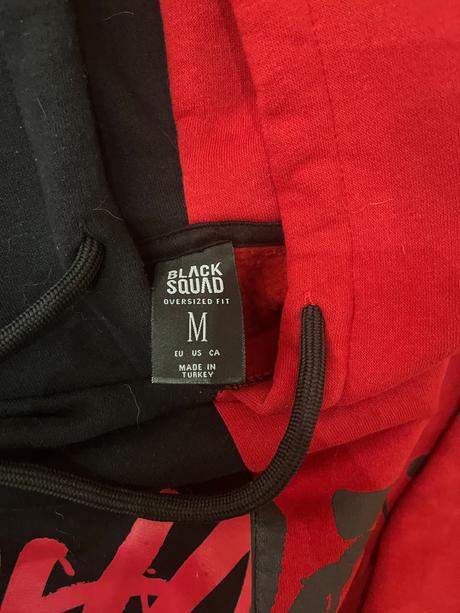 BLACK
SQUAD
OVERSIZED FIT
M
EU US CA
MADE IN
TURKEY